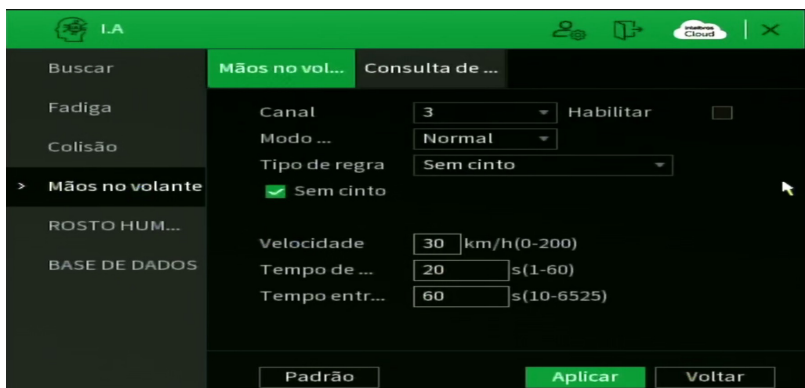 I.A
intelbras
Cloud
Buscar
Fadiga
Colisão
> Mãos no volante
ROSTO HUM...
BASE DE DADOS
Mãos no vol... Consulta de ...
Canal 3 Habilitar
Modo ... Normal
Tipo de regra Sem cinto
Sem cinto
Velocidade 30 km/h(0-200)
Tempo de ... 20 s(1-60)
Tempo entr... 60 s(10-6525)
Padrão Aplicar Voltar